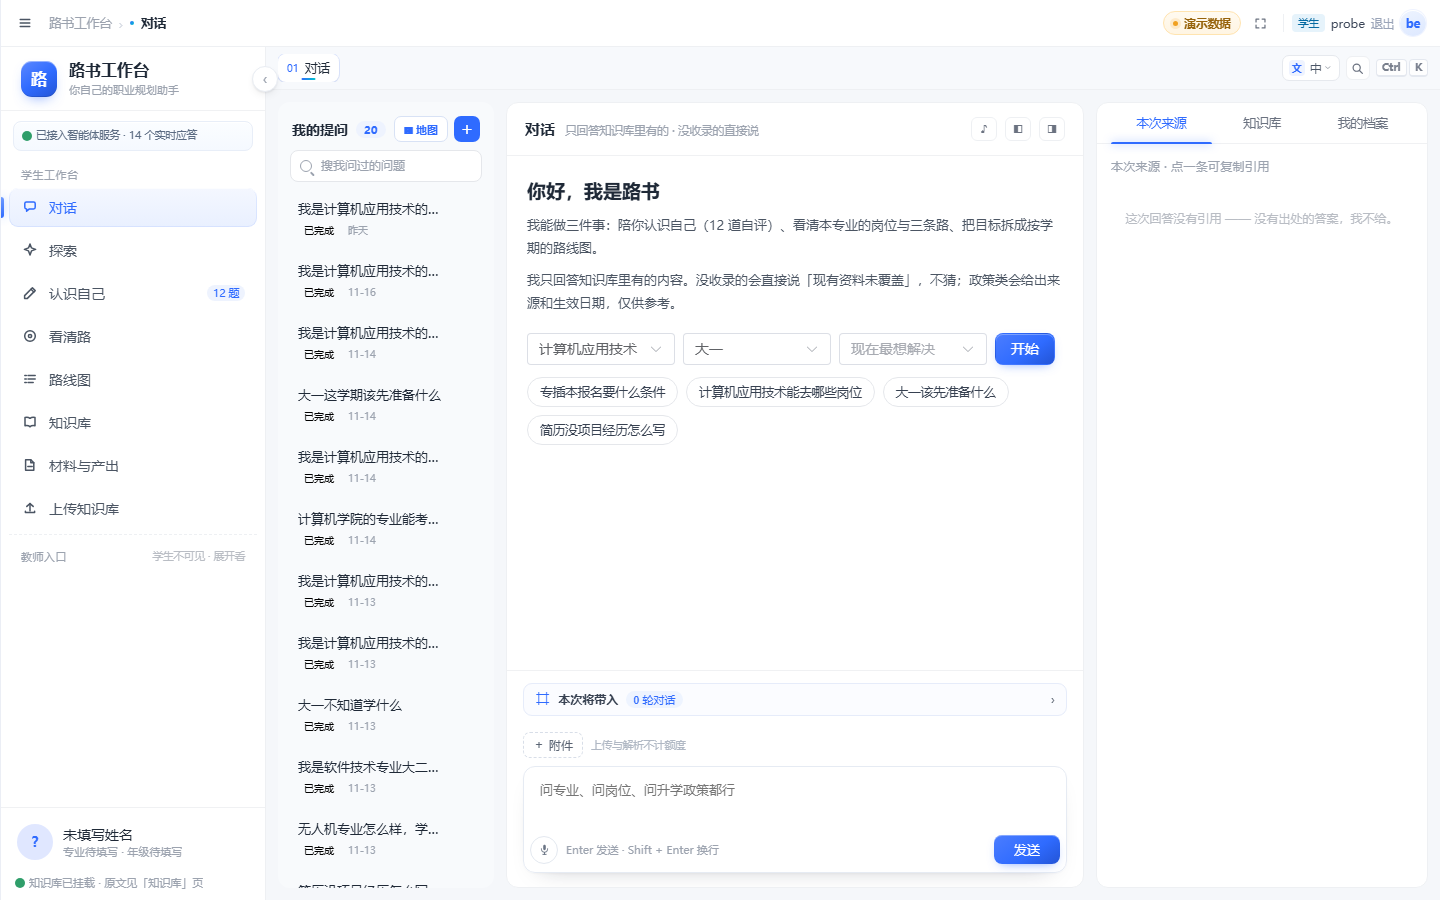 路书工作台 › • 对话
演示数据
学生 probe 退出 be
路
路书工作台
你自己的职业规划助手
已接入智能体服务 · 14 个实时应答
学生工作台
对话
探索
认识自己 12 题
看清路
路线图
知识库
材料与产出
上传知识库
教师入口 学生不可见 · 展开看
?
未填写姓名
专业待填写 · 年级待填写
知识库已挂载 · 原文见「知识库」页
01 对话
文 中
Ctrl K
我的提问 20 地图 +
搜我问过的问题
我是计算机应用技术的...
已完成 昨天
我是计算机应用技术的...
已完成 11-16
我是计算机应用技术的...
已完成 11-14
大一这学期该先准备什么
已完成 11-14
我是计算机应用技术的...
已完成 11-14
计算机学院的专业能考...
已完成 11-14
我是计算机应用技术的...
已完成 11-13
我是计算机应用技术的...
已完成 11-13
大一不知道学什么
已完成 11-13
我是软件技术专业大二...
已完成 11-13
无人机专业怎么样，学...
已完成 11-13
对话 只回答知识库里有的 · 没收录的直接说
你好，我是路书
我能做三件事：陪你认识自己（12 道自评）、看清本专业的岗位与三条路、把目标拆成按学
期的路线图。
我只回答知识库里有的内容。没收录的会直接说「现有资料未覆盖」，不猜；政策类会给出来
源和生效日期，仅供参考。
计算机应用技术 大一 现在最想解决 开始
专插本报名要什么条件 计算机应用技术能去哪些岗位 大一该先准备什么
简历没项目经历怎么写
本次将带入 0 轮对话 ›
+ 附件 上传与解析不计额度
问专业、问岗位、问升学政策都行
Enter 发送 · Shift + Enter 换行 发送
本次来源 知识库 我的档案
本次来源 · 点一条可复制引用
这次回答没有引用 —— 没有出处的答案，我不给。